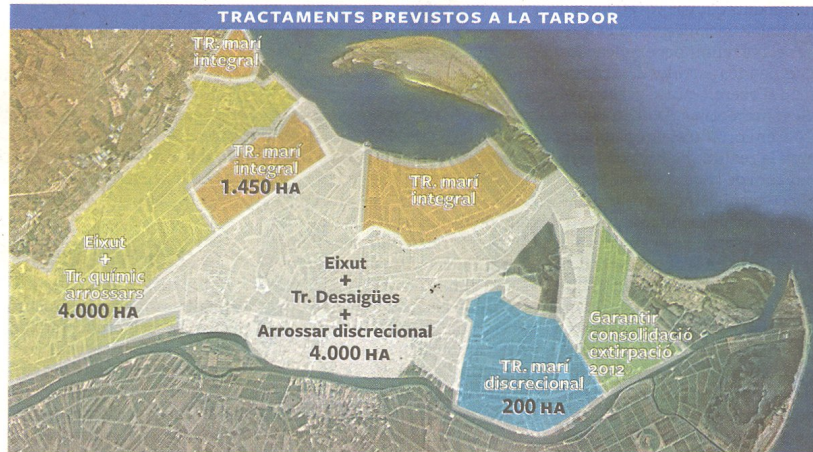 TRACTAMENTS PREVISTOS A LA TARDOR
TR. marí
integral
TR. marí
integral
1.450 HA
TR. marí
integral
Eixut
+
Tr. químic
arrossars
4.000 HA
Eixut
+
Tr. Desaigües
+
Arrossar discrecional
4.000 HA
Garantir
consolidació
extirpació
2012
TR. marí
discrecional
200 HA